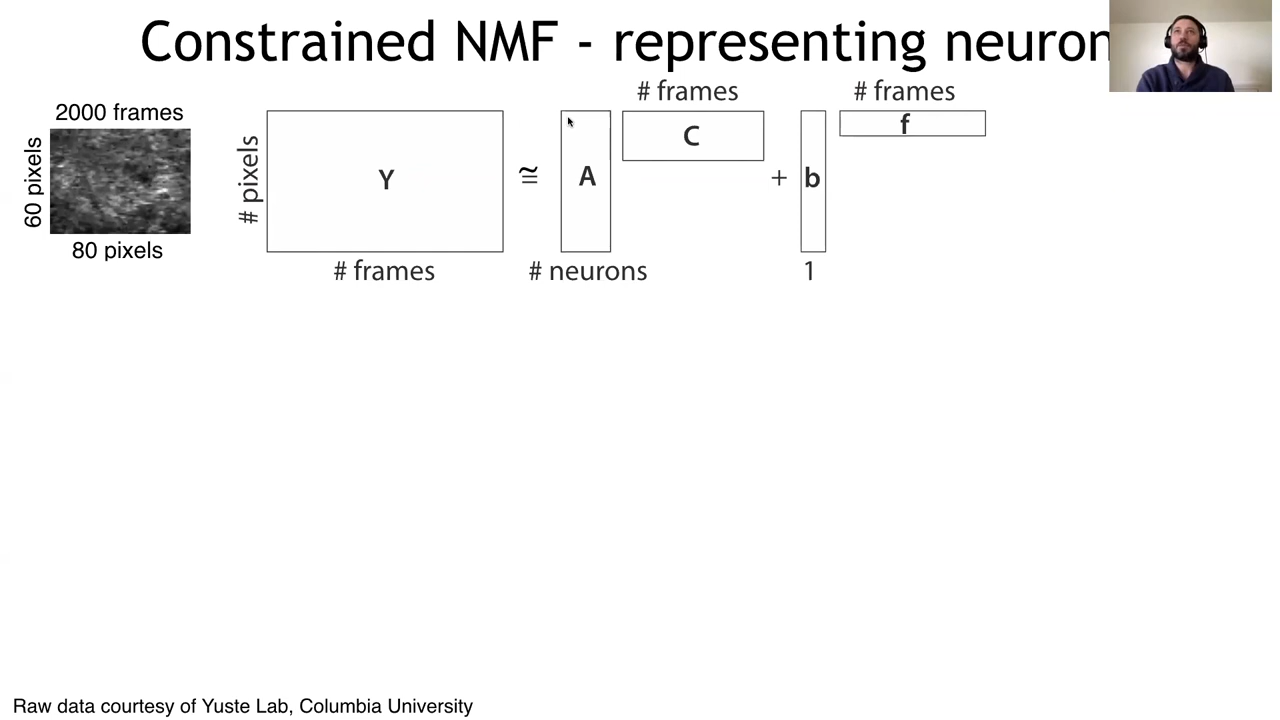 Constrained NMF - representing neuron
2000 frames
60 pixels
80 pixels
# pixels
Y
# frames
≅
A
# neurons
# frames
C
+
b
1
# frames
f
Raw data courtesy of Yuste Lab, Columbia University